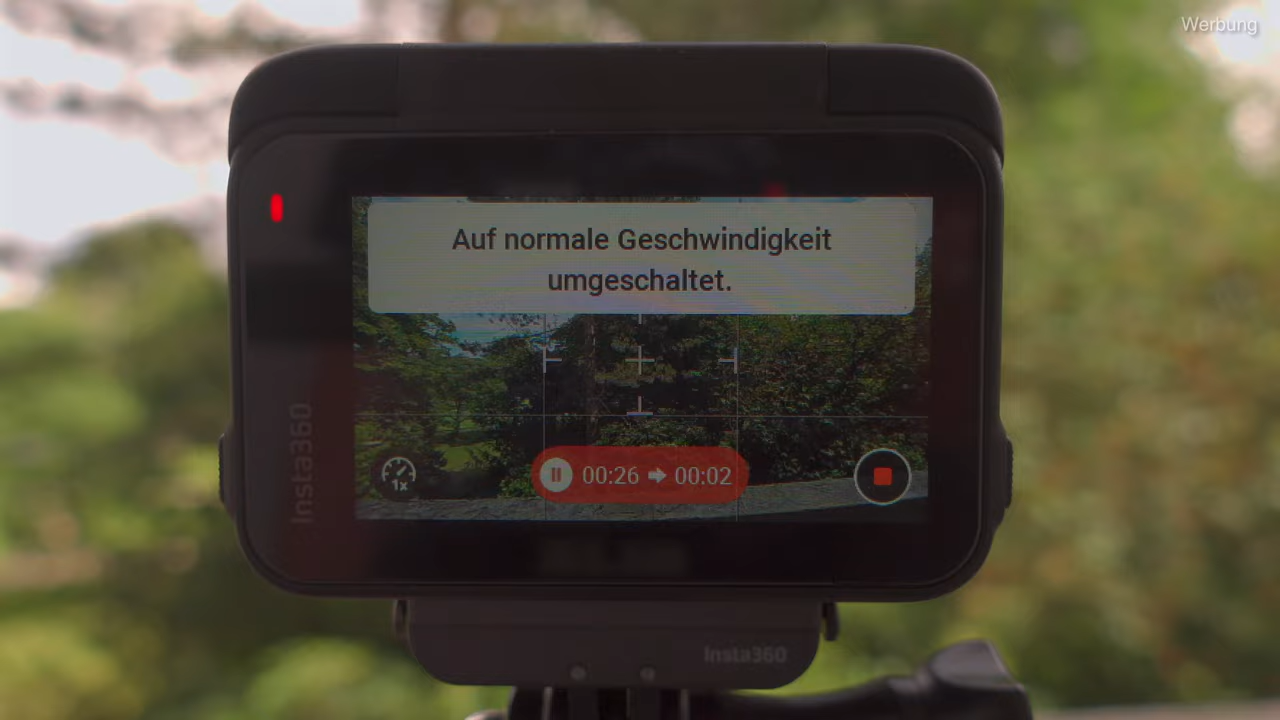 Werbung
Auf normale Geschwindigkeit
umgeschaltet.
1x
00:26 → 00:02
Insta360
Insta360